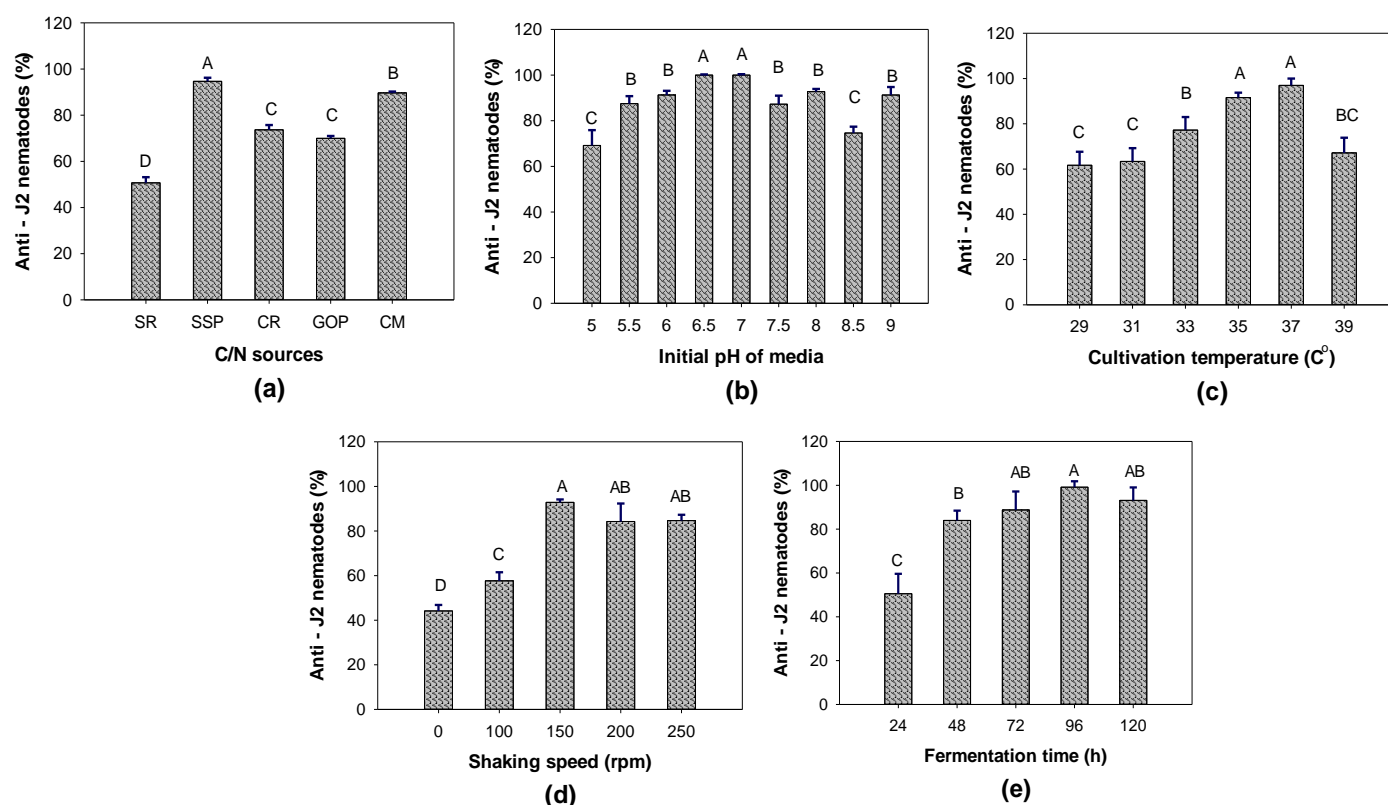 120
100
80
60
40
20
0
Anti - J2 nematodes (%)
D
A
C
C
B
SR SSP CR GOP CM
C/N sources
(a)
120
100
80
60
40
20
0
Anti - J2 nematodes (%)
C
B
B
A
A
B
B
C
B
5 5.5 6 6.5 7 7.5 8 8.5 9
Initial pH of media
(b)
120
100
80
60
40
20
0
Anti - J2 nematodes (%)
C
C
B
A
A
BC
29 31 33 35 37 39
Cultivation temperature (C°)
(c)
120
100
80
60
40
20
0
Anti - J2 nematodes (%)
D
C
A
AB
AB
0 100 150 200 250
Shaking speed (rpm)
(d)
120
100
80
60
40
20
0
Anti - J2 nematodes (%)
C
B
AB
A
AB
24 48 72 96 120
Fermentation time (h)
(e)